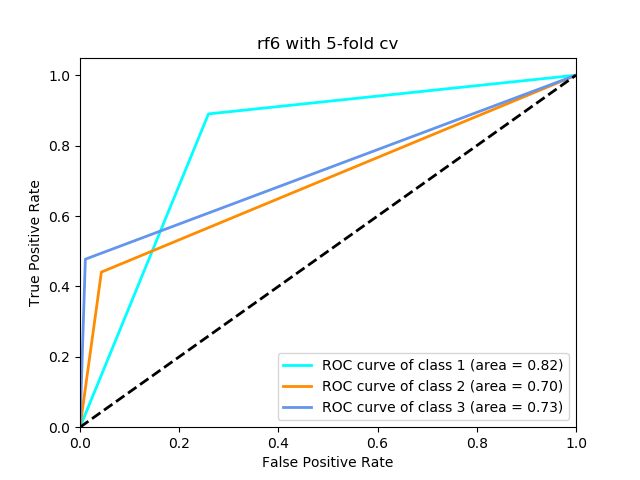 rf6 with 5-fold cv
True Positive Rate
1.0
0.8
0.6
0.4
0.2
0.0
ROC curve of class 1 (area = 0.82)
ROC curve of class 2 (area = 0.70)
ROC curve of class 3 (area = 0.73)
0.0 0.2 0.4 0.6 0.8 1.0
False Positive Rate